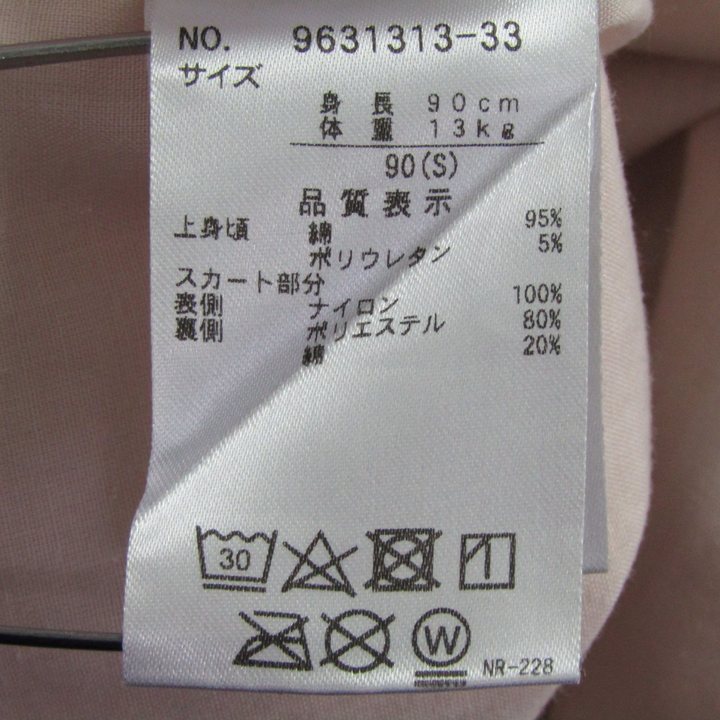 NO. 9631313-33
サイズ
身長 90cm
体重 13kg
90(S)
品質表示
上身頃 綿 95%
ポリウレタン 5%
スカート部分
表側 ナイロン 100%
裏側 ポリエステル 80%
綿 20%
30
W
NR-228